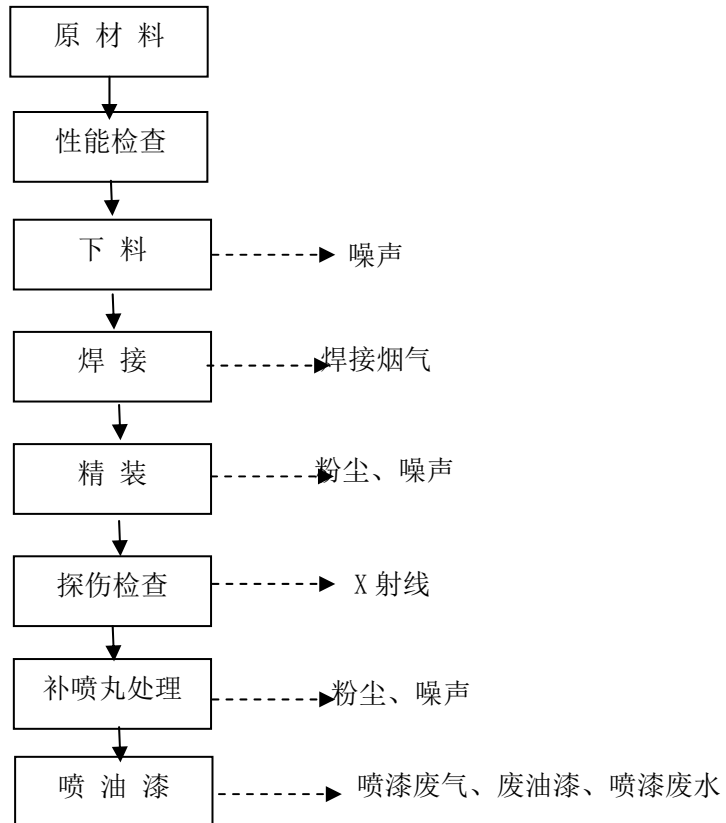 原 材 料
性能检查
下 料
噪声
焊 接
焊接烟气
精 装
粉尘、噪声
探伤检查
X 射线
补喷丸处理
粉尘、噪声
喷 油 漆
喷漆废气、废油漆、喷漆废水